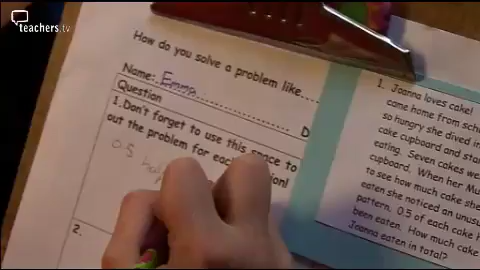 teachers.tv
How do you solve a problem like....
Name: Emma
Question
1. Don't forget to use this space to
out the problem for each
0.5
2.
1. Joanna loves cake!
came home from sch
so hungry she dived in
cake cupboard and star
eating. Seven cakes we
cupboard. When her Mu
to see how much cake she
eaten she noticed an unusu
pattern. 0.5 of each cake h
been eaten. How much cake h
Joanna eaten in total?